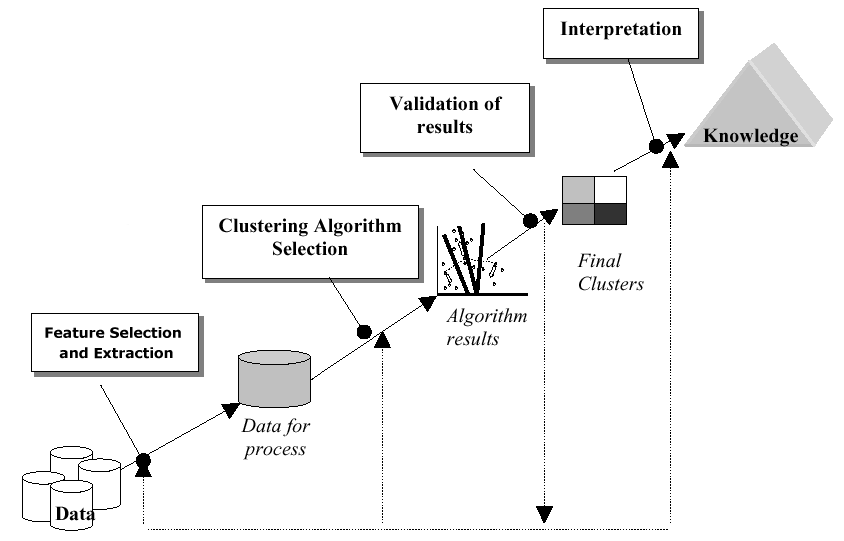 Interpretation
Knowledge
Validation of
results
Final
Clusters
Clustering Algorithm
Selection
Algorithm
results
Feature Selection
and Extraction
Data for
process
Data